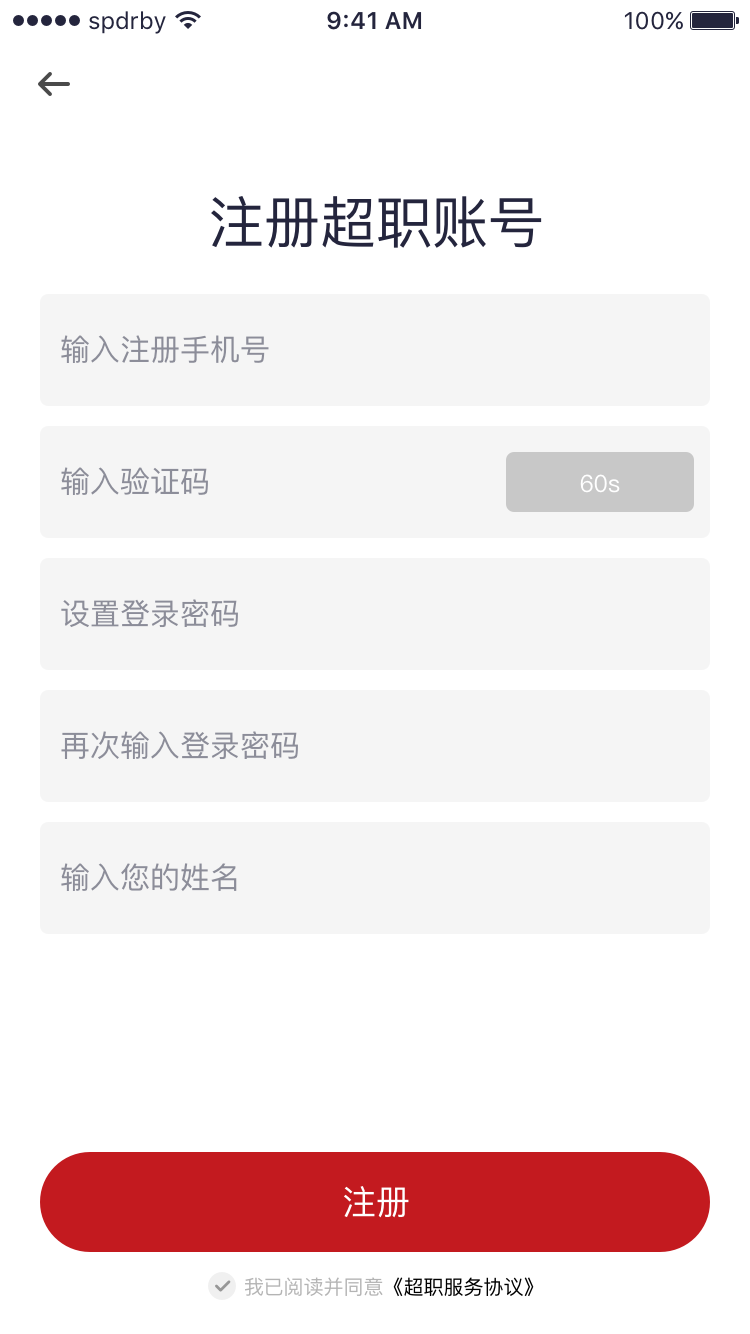 spdrby 9:41 AM 100%
注册超职账号
输入注册手机号
输入验证码 60s
设置登录密码
再次输入登录密码
输入您的姓名
注册
我已阅读并同意《超职服务协议》